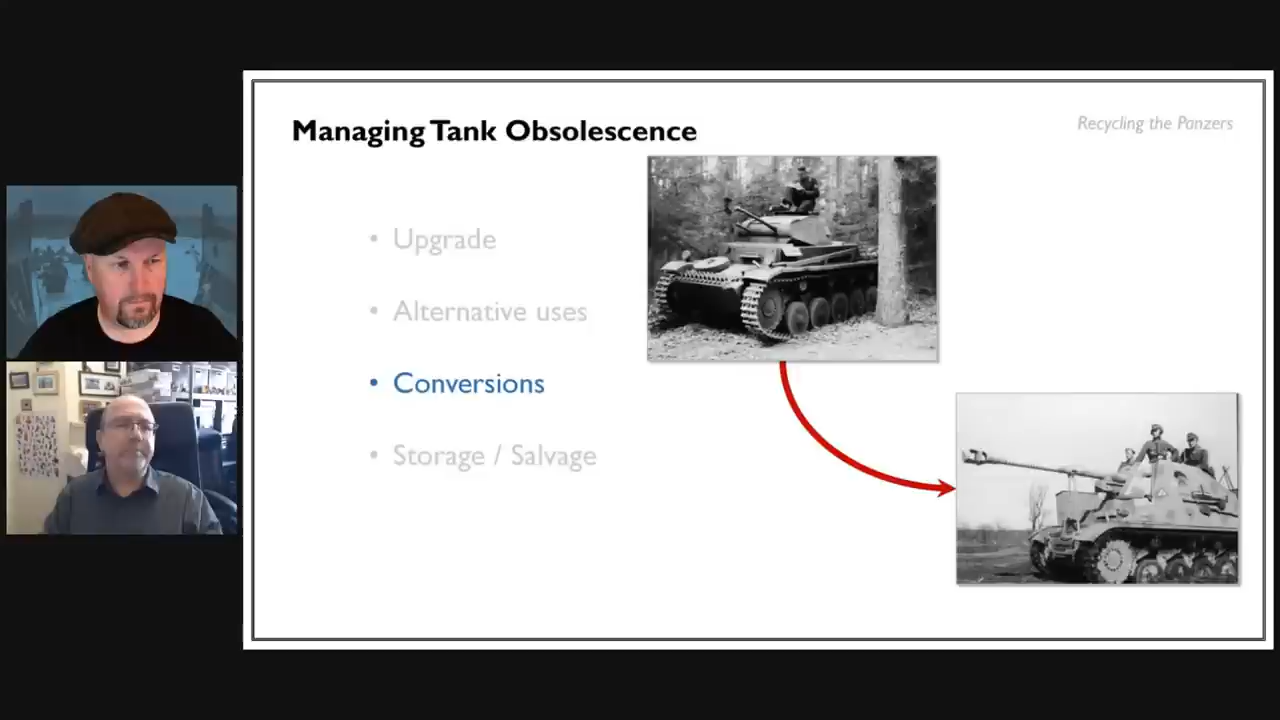 Managing Tank Obsolescence
Recycling the Panzers
• Upgrade
• Alternative uses
• Conversions
• Storage / Salvage